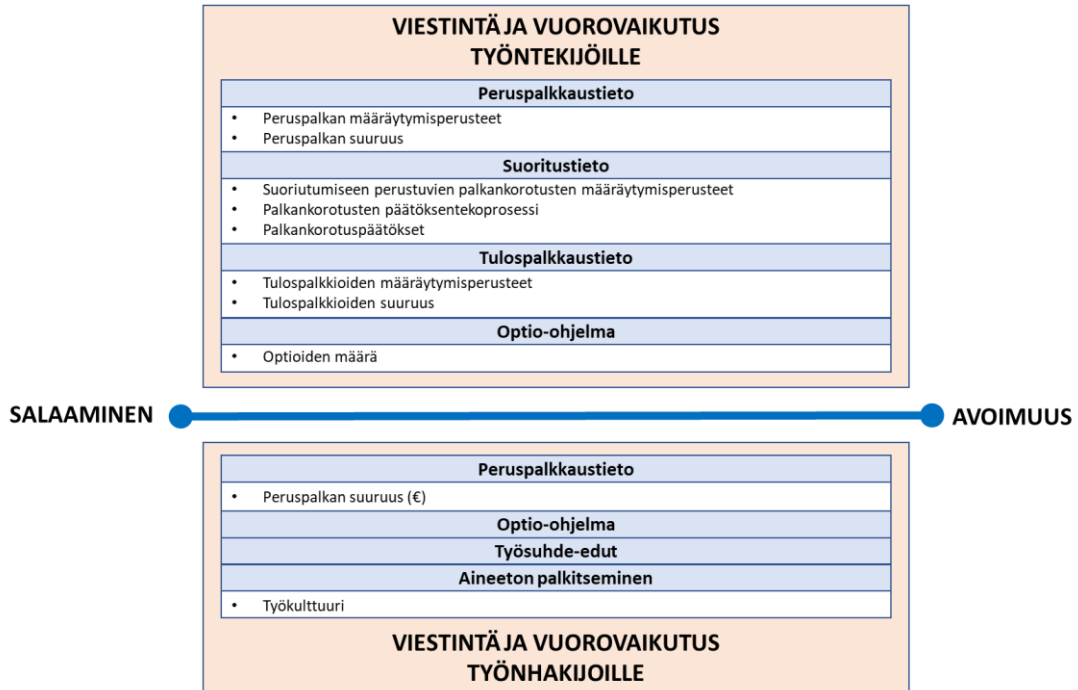 VIESTINTÄ JA VUOROVAIKUTUS
TYÖNTEKIJÖILLE
Peruspalkkaustieto
• Peruspalkan määräytymisperusteet
• Peruspalkan suuruus
Suoritustieto
• Suoriutumiseen perustuvien palkankorotusten määräytymisperusteet
• Palkankorotusten päätöksentekoprosessi
• Palkankorotuspäätökset
Tulospalkkaustieto
• Tulospalkkioiden määräytymisperusteet
• Tulospalkkioiden suuruus
Optio-ohjelma
• Optioiden määrä
SALAAMINEN
AVOIMUUS
Peruspalkkaustieto
• Peruspalkan suuruus (€)
Optio-ohjelma
Työsuhde-edut
Aineeton palkitseminen
• Työkulttuuri
VIESTINTÄ JA VUOROVAIKUTUS
TYÖNHAKIJOILLE